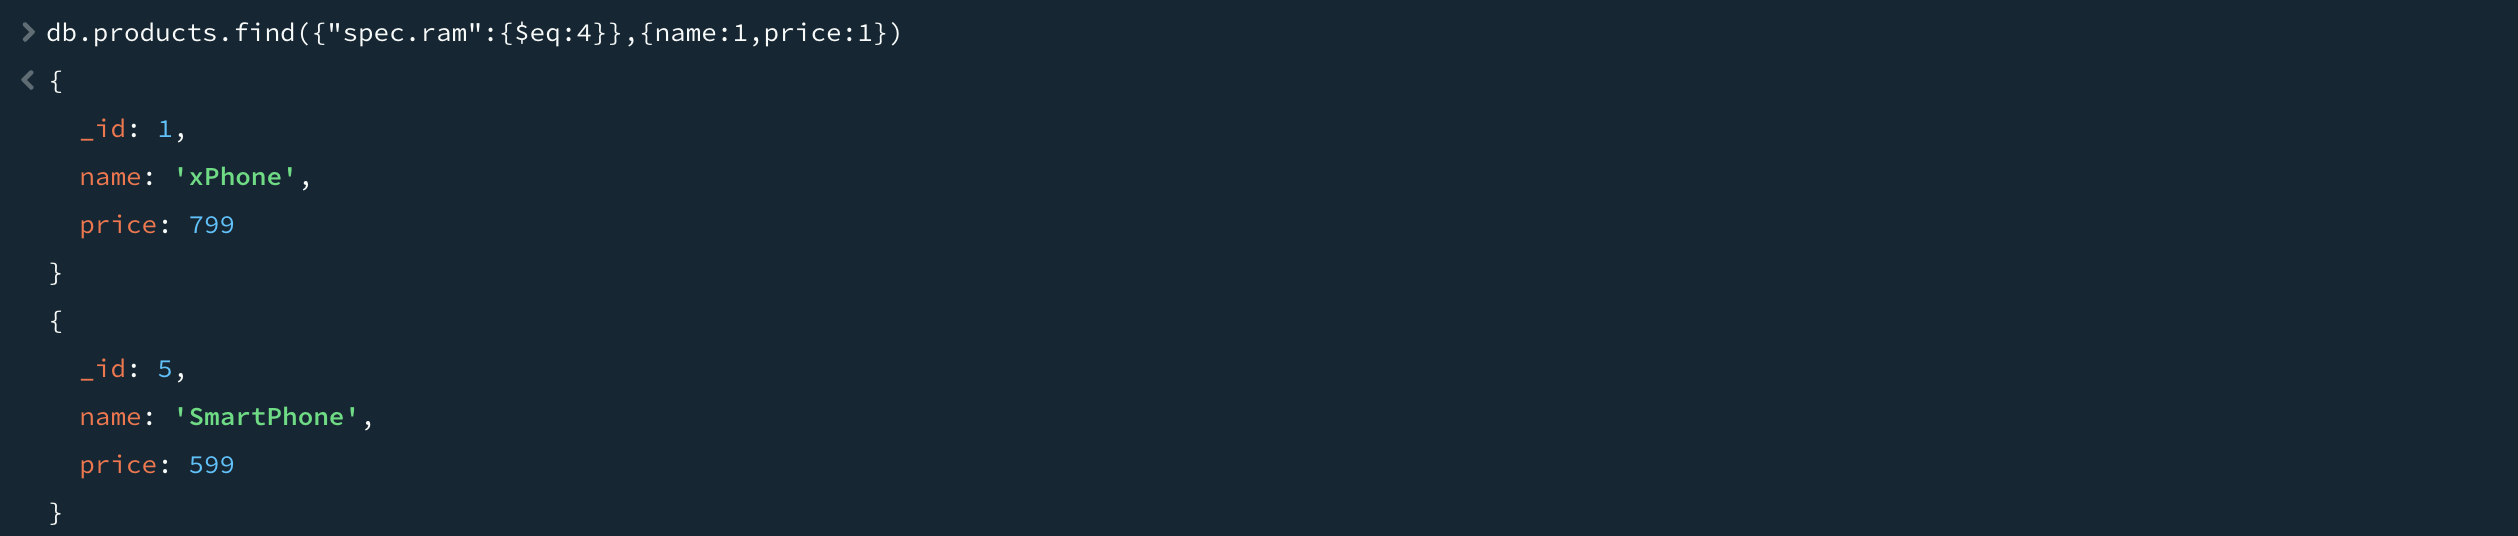 > db.products.find({"spec.ram":{$eq:4}},{name:1,price:1})
< {
_id: 1,
name: 'xPhone',
price: 799
}
{
_id: 5,
name: 'SmartPhone',
price: 599
}